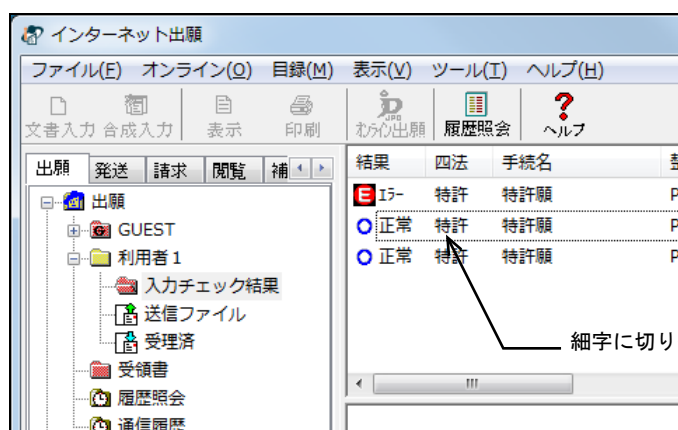 インターネット出願
ファイル(F) オンライン(O) 目録(M) 表示(V) ツール(T) ヘルプ(H)
文書入力 合成入力 表示 印刷 ｵﾝﾗｲﾝ出願 履歴照会 ヘルプ
出願 発送 請求 閲覧 補
結果 四法 手続名
出願
ｴﾗｰ 特許 特許願 P
GUEST
正常 特許 特許願 P
利用者1
正常 特許 特許願 P
入力チェック結果
送信ファイル
受理済
細字に切り
受領書
履歴照会
通信履歴